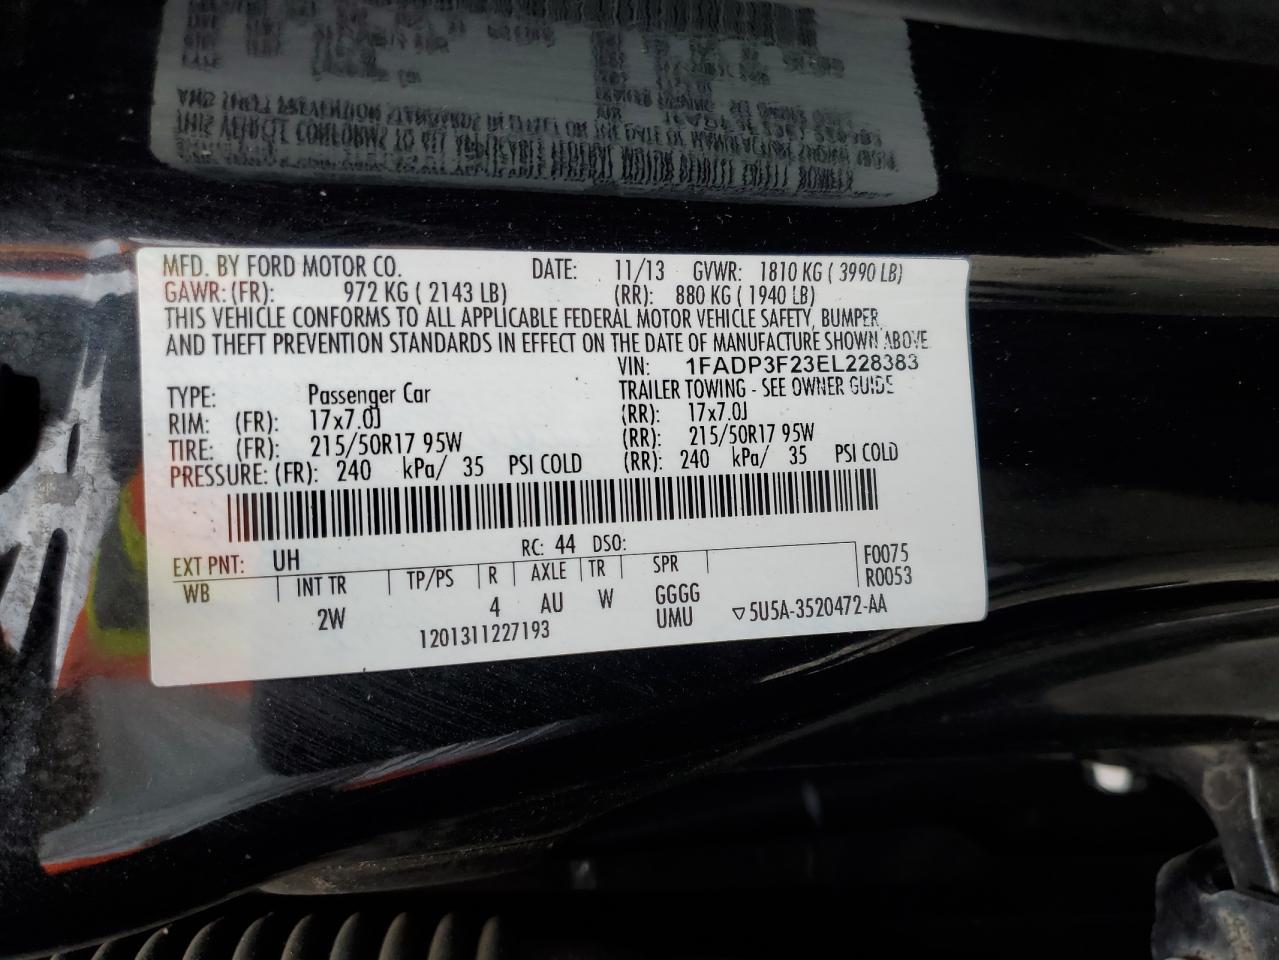 MFD. BY FORD MOTOR CO. DATE: 11/13 GVWR: 1810 KG ( 3990 LB)
GAWR: (FR): 972 KG ( 2143 LB) (RR): 880 KG ( 1940 LB)
THIS VEHICLE CONFORMS TO ALL APPLICABLE FEDERAL MOTOR VEHICLE SAFETY, BUMPER,
AND THEFT PREVENTION STANDARDS IN EFFECT ON THE DATE OF MANUFACTURE SHOWN ABOVE
VIN: 1FADP3F23EL228383
TYPE: Passenger Car TRAILER TOWING - SEE OWNER GUIDE
RIM: (FR): 17x7.0J (RR): 17x7.0J
TIRE: (FR): 215/50R17 95W (RR): 215/50R17 95W
PRESSURE: (FR): 240 kPa/ 35 PSI COLD (RR): 240 kPa/ 35 PSI COLD
EXT PNT: UH RC: 44 DSO: F0075
WB INT TR TP/PS R AXLE TR SPR R0053
2W 4 AU W GGGG
UMU ▽5U5A-3520472-AA
1201311227193